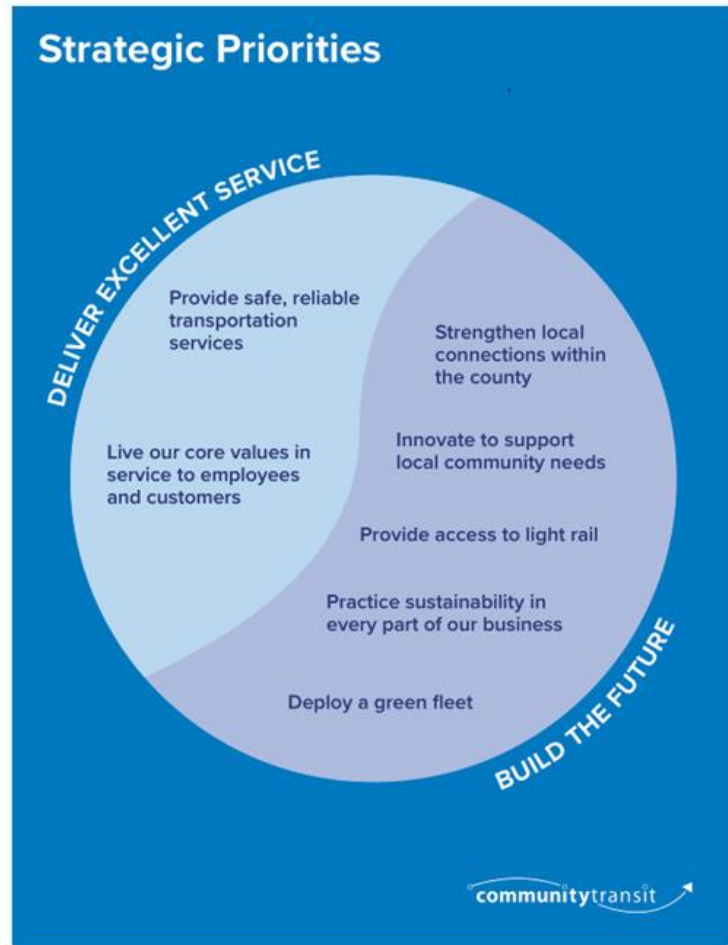 Strategic Priorities
DELIVER EXCELLENT SERVICE
Provide safe, reliable
transportation
services
Live our core values in
service to employees
and customers
Strengthen local
connections within
the county
Innovate to support
local community needs
Provide access to light rail
Practice sustainability in
every part of our business
Deploy a green fleet
BUILD THE FUTURE
communitytransit